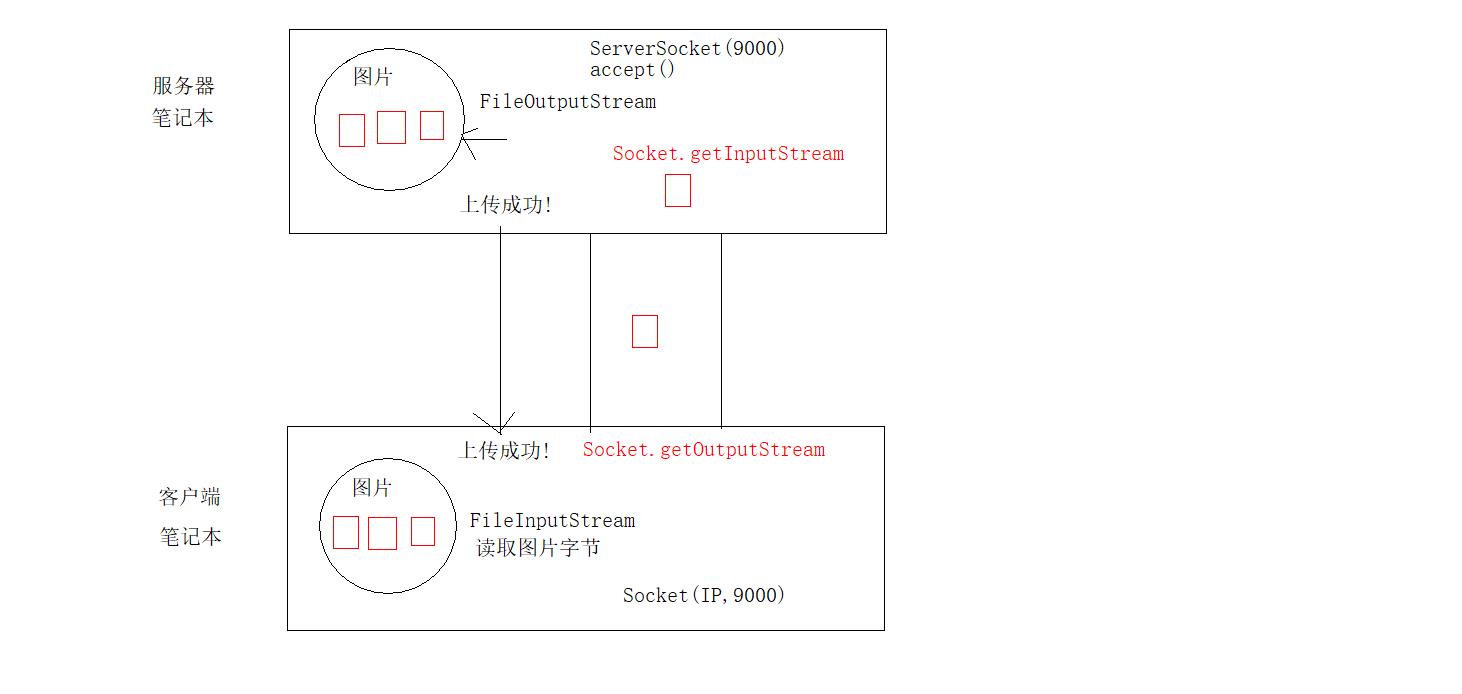 服务器
笔记本
图片
ServerSocket(9000)
accept()
FileOutputStream
Socket.getInputStream
上传成功!
上传成功!
Socket.getOutputStream
客户端
笔记本
图片
FileInputStream
读取图片字节
Socket(IP,9000)